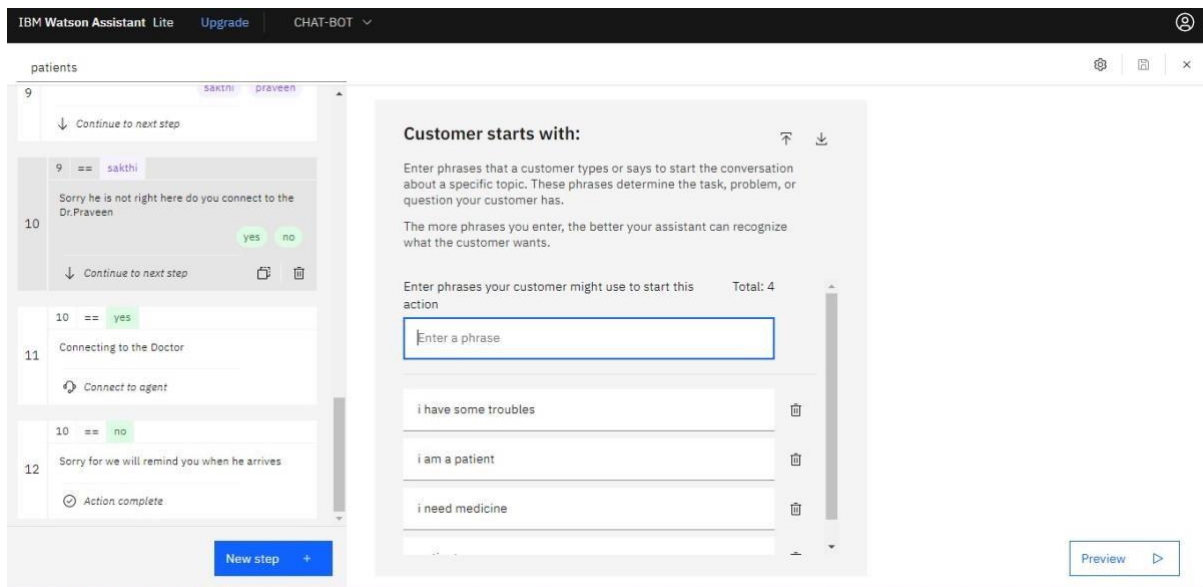 IBM Watson Assistant Lite Upgrade CHAT-BOT
patients
9
sakthi praveen
Continue to next step
9 == sakthi
Sorry he is not right here do you connect to the
Dr.Praveen
10
yes no
Continue to next step
10 == yes
Connecting to the Doctor
11
Connect to agent
10 == no
Sorry for we will remind you when he arrives
12
Action complete
New step +
Customer starts with:
Enter phrases that a customer types or says to start the conversation
about a specific topic. These phrases determine the task, problem, or
question your customer has.
The more phrases you enter, the better your assistant can recognize
what the customer wants.
Enter phrases your customer might use to start this Total: 4
action
Enter a phrase
i have some troubles
i am a patient
i need medicine
Preview